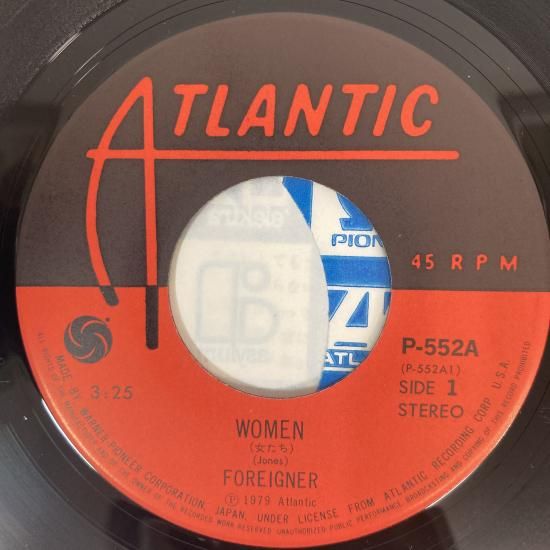 ATLANTIC
45 RPM
elektra
PION
ATL
asylum
P-552A
(P-552A1)
3:25
SIDE 1
STEREO
WOMEN
(女たち)
(Jones)
FOREIGNER
Ⓟ 1979 Atlantic
MADE BY WARNER-PIONEER CORPORATION, JAPAN, UNDER LICENSE FROM ATLANTIC RECORDING CORP. U.S.A.
ALL RIGHTS OF THE MANUFACTURER AND OF THE OWNER OF THE RECORDED WORK RESERVED UNAUTHORIZED PUBLIC PERFORMANCE, BROADCASTING AND COPYING OF THIS RECORD PROHIBITED